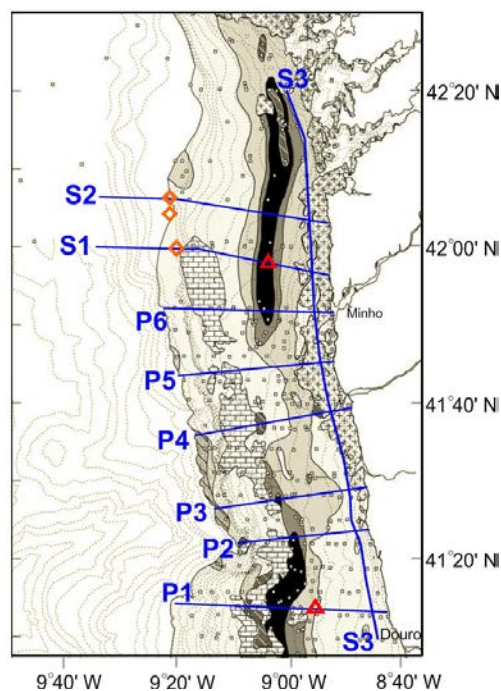 S3
42°20' N
S2
S1
42°00' N
P6
Minho
P5
41°40' N
P4
P3
P2
41°20' N
P1
S3
Douro
9°40' W
9°20' W
9°00' W
8°40' W